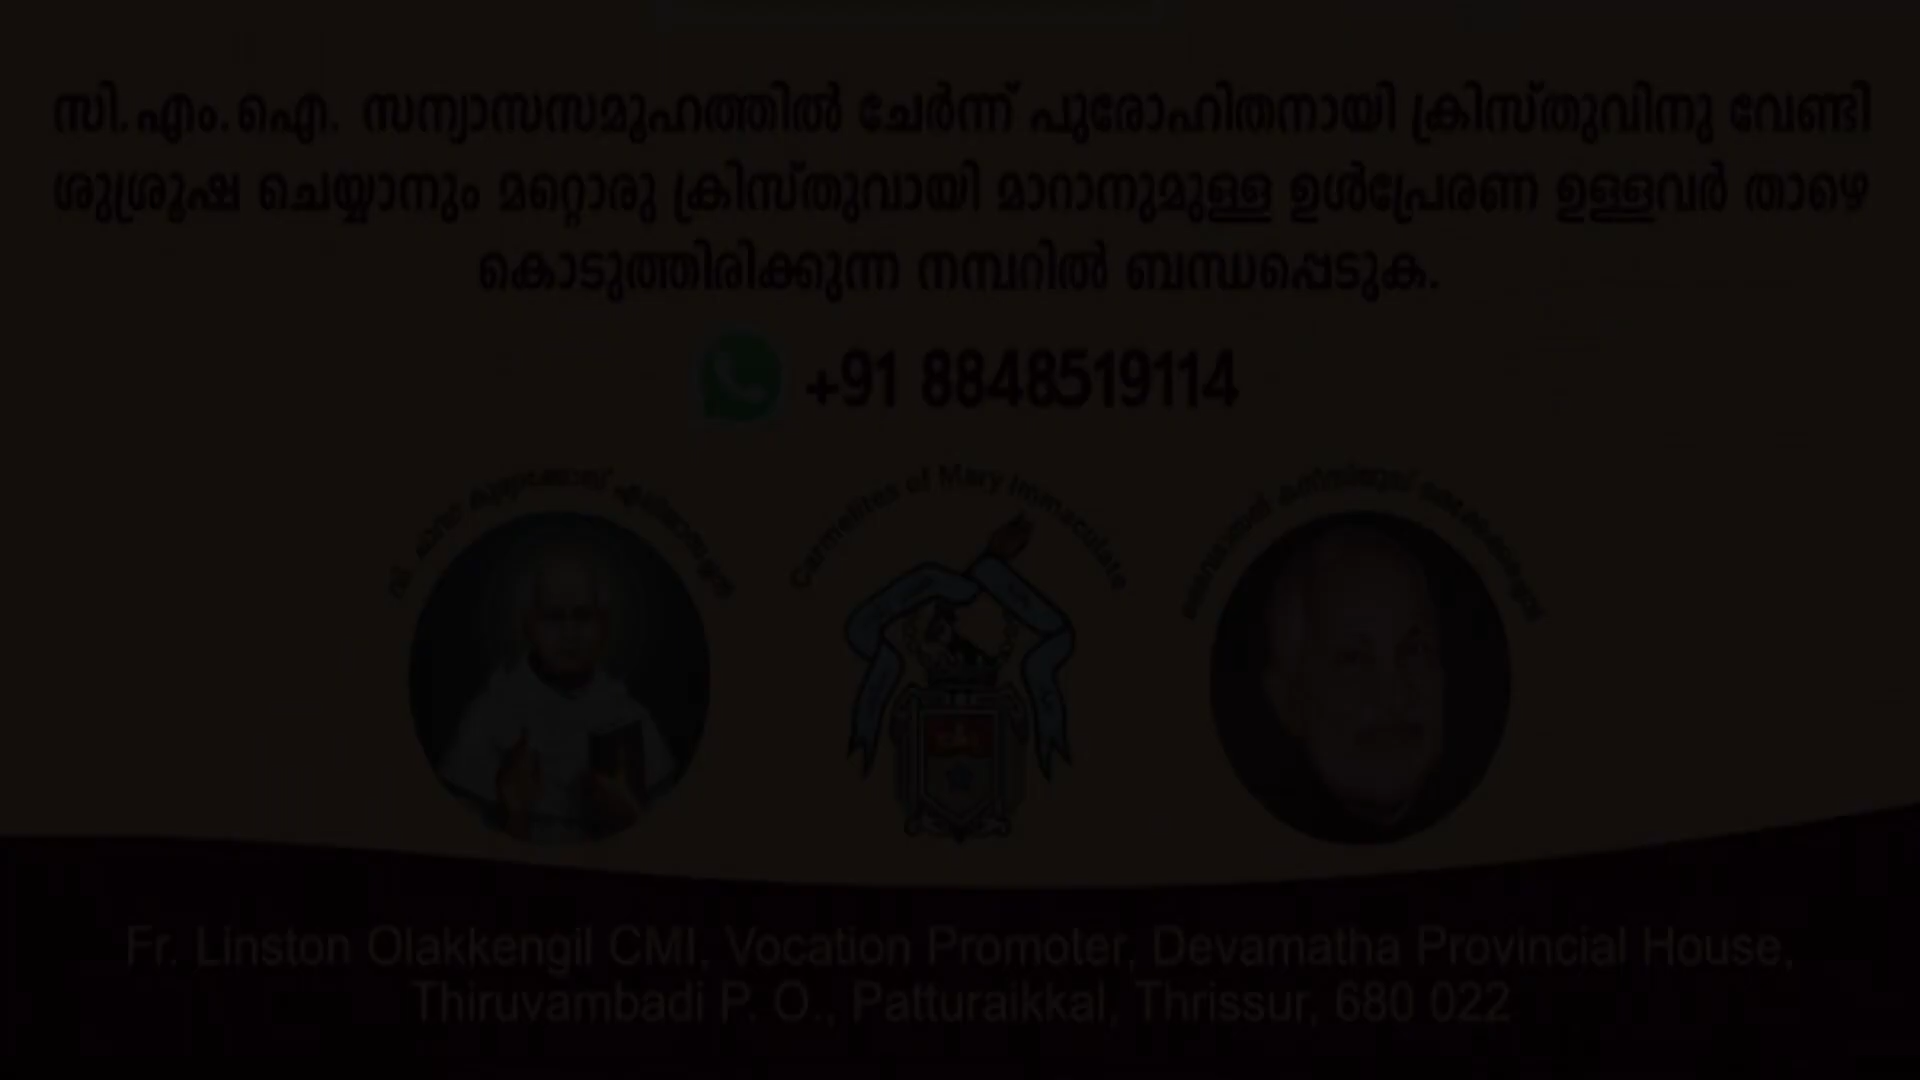 സി.എം.ഐ. സന്യാസസമൂഹത്തിൽ ചേർന്ന് പുരോഹിതനായി ക്രിസ്തുവിനു വേണ്ടി
ശുശ്രൂഷ ചെയ്യാനും മറ്റൊരു ക്രിസ്തുവായി മാറാനുമുള്ള ഉൾപ്രേരണ ഉള്ളവർ താഴെ
കൊടുത്തിരിക്കുന്ന നമ്പറിൽ ബന്ധപ്പെടുക.
+91 8848519114
Carmelites of Mary Immaculate
Fr. Linston Olakkengil CMI, Vocation Promoter, Devamatha Provincial House,
Thiruvambadi P. O., Patturaikkal, Thrissur, 680 022